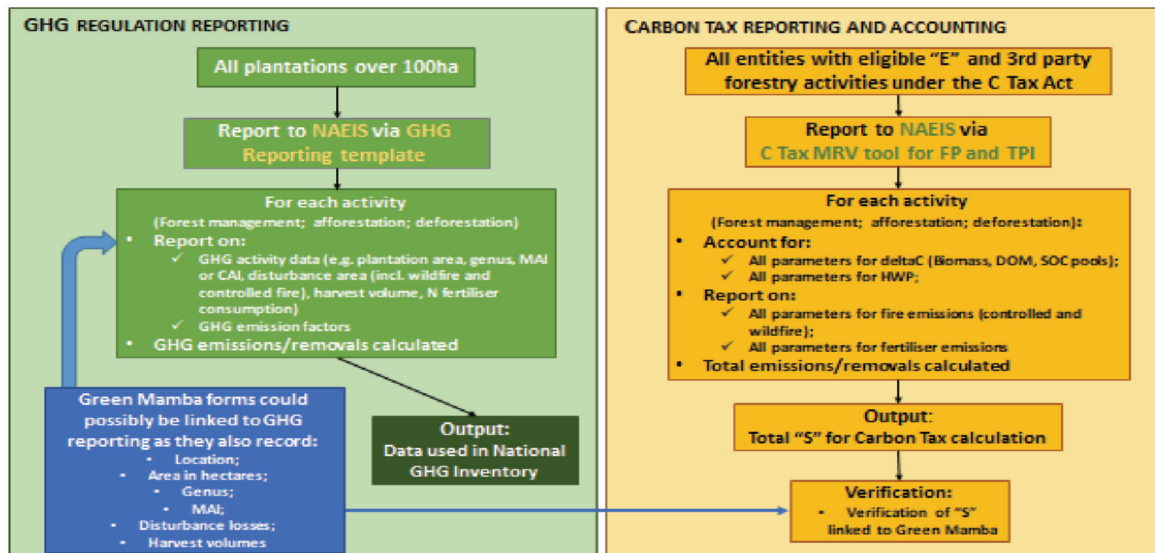 GHG REGULATION REPORTING
All plantations over 100ha
Report to NAEIS via GHG
Reporting template
For each activity
(Forest management; afforestation; deforestation)
• Report on:
✓ GHG activity data (e.g. plantation area, genus, MAI
or CAI, disturbance area (incl. wildfire and
controlled fire), harvest volume, N fertiliser
consumption)
✓ GHG emission factors
• GHG emissions/removals calculated
Green Mamba forms could
possibly be linked to GHG
reporting as they also record:
• Location;
• Area in hectares;
• Genus;
• MAI;
• Disturbance losses;
• Harvest volumes
Output:
Data used in National
GHG Inventory
CARBON TAX REPORTING AND ACCOUNTING
All entities with eligible “E” and 3rd party
forestry activities under the C Tax Act
Report to NAEIS via
C Tax MRV tool for FP and TPI
For each activity
(Forest management; afforestation; deforestation):
• Account for:
✓ All parameters for deltaC (Biomass, DOM, SOC pools);
✓ All parameters for HWP;
• Report on:
✓ All parameters for fire emissions (controlled and
wildfire);
✓ All parameters for fertiliser emissions
• Total emissions/removals calculated
Output:
Total “S” for Carbon Tax calculation
Verification:
• Verification of “S”
linked to Green Mamba